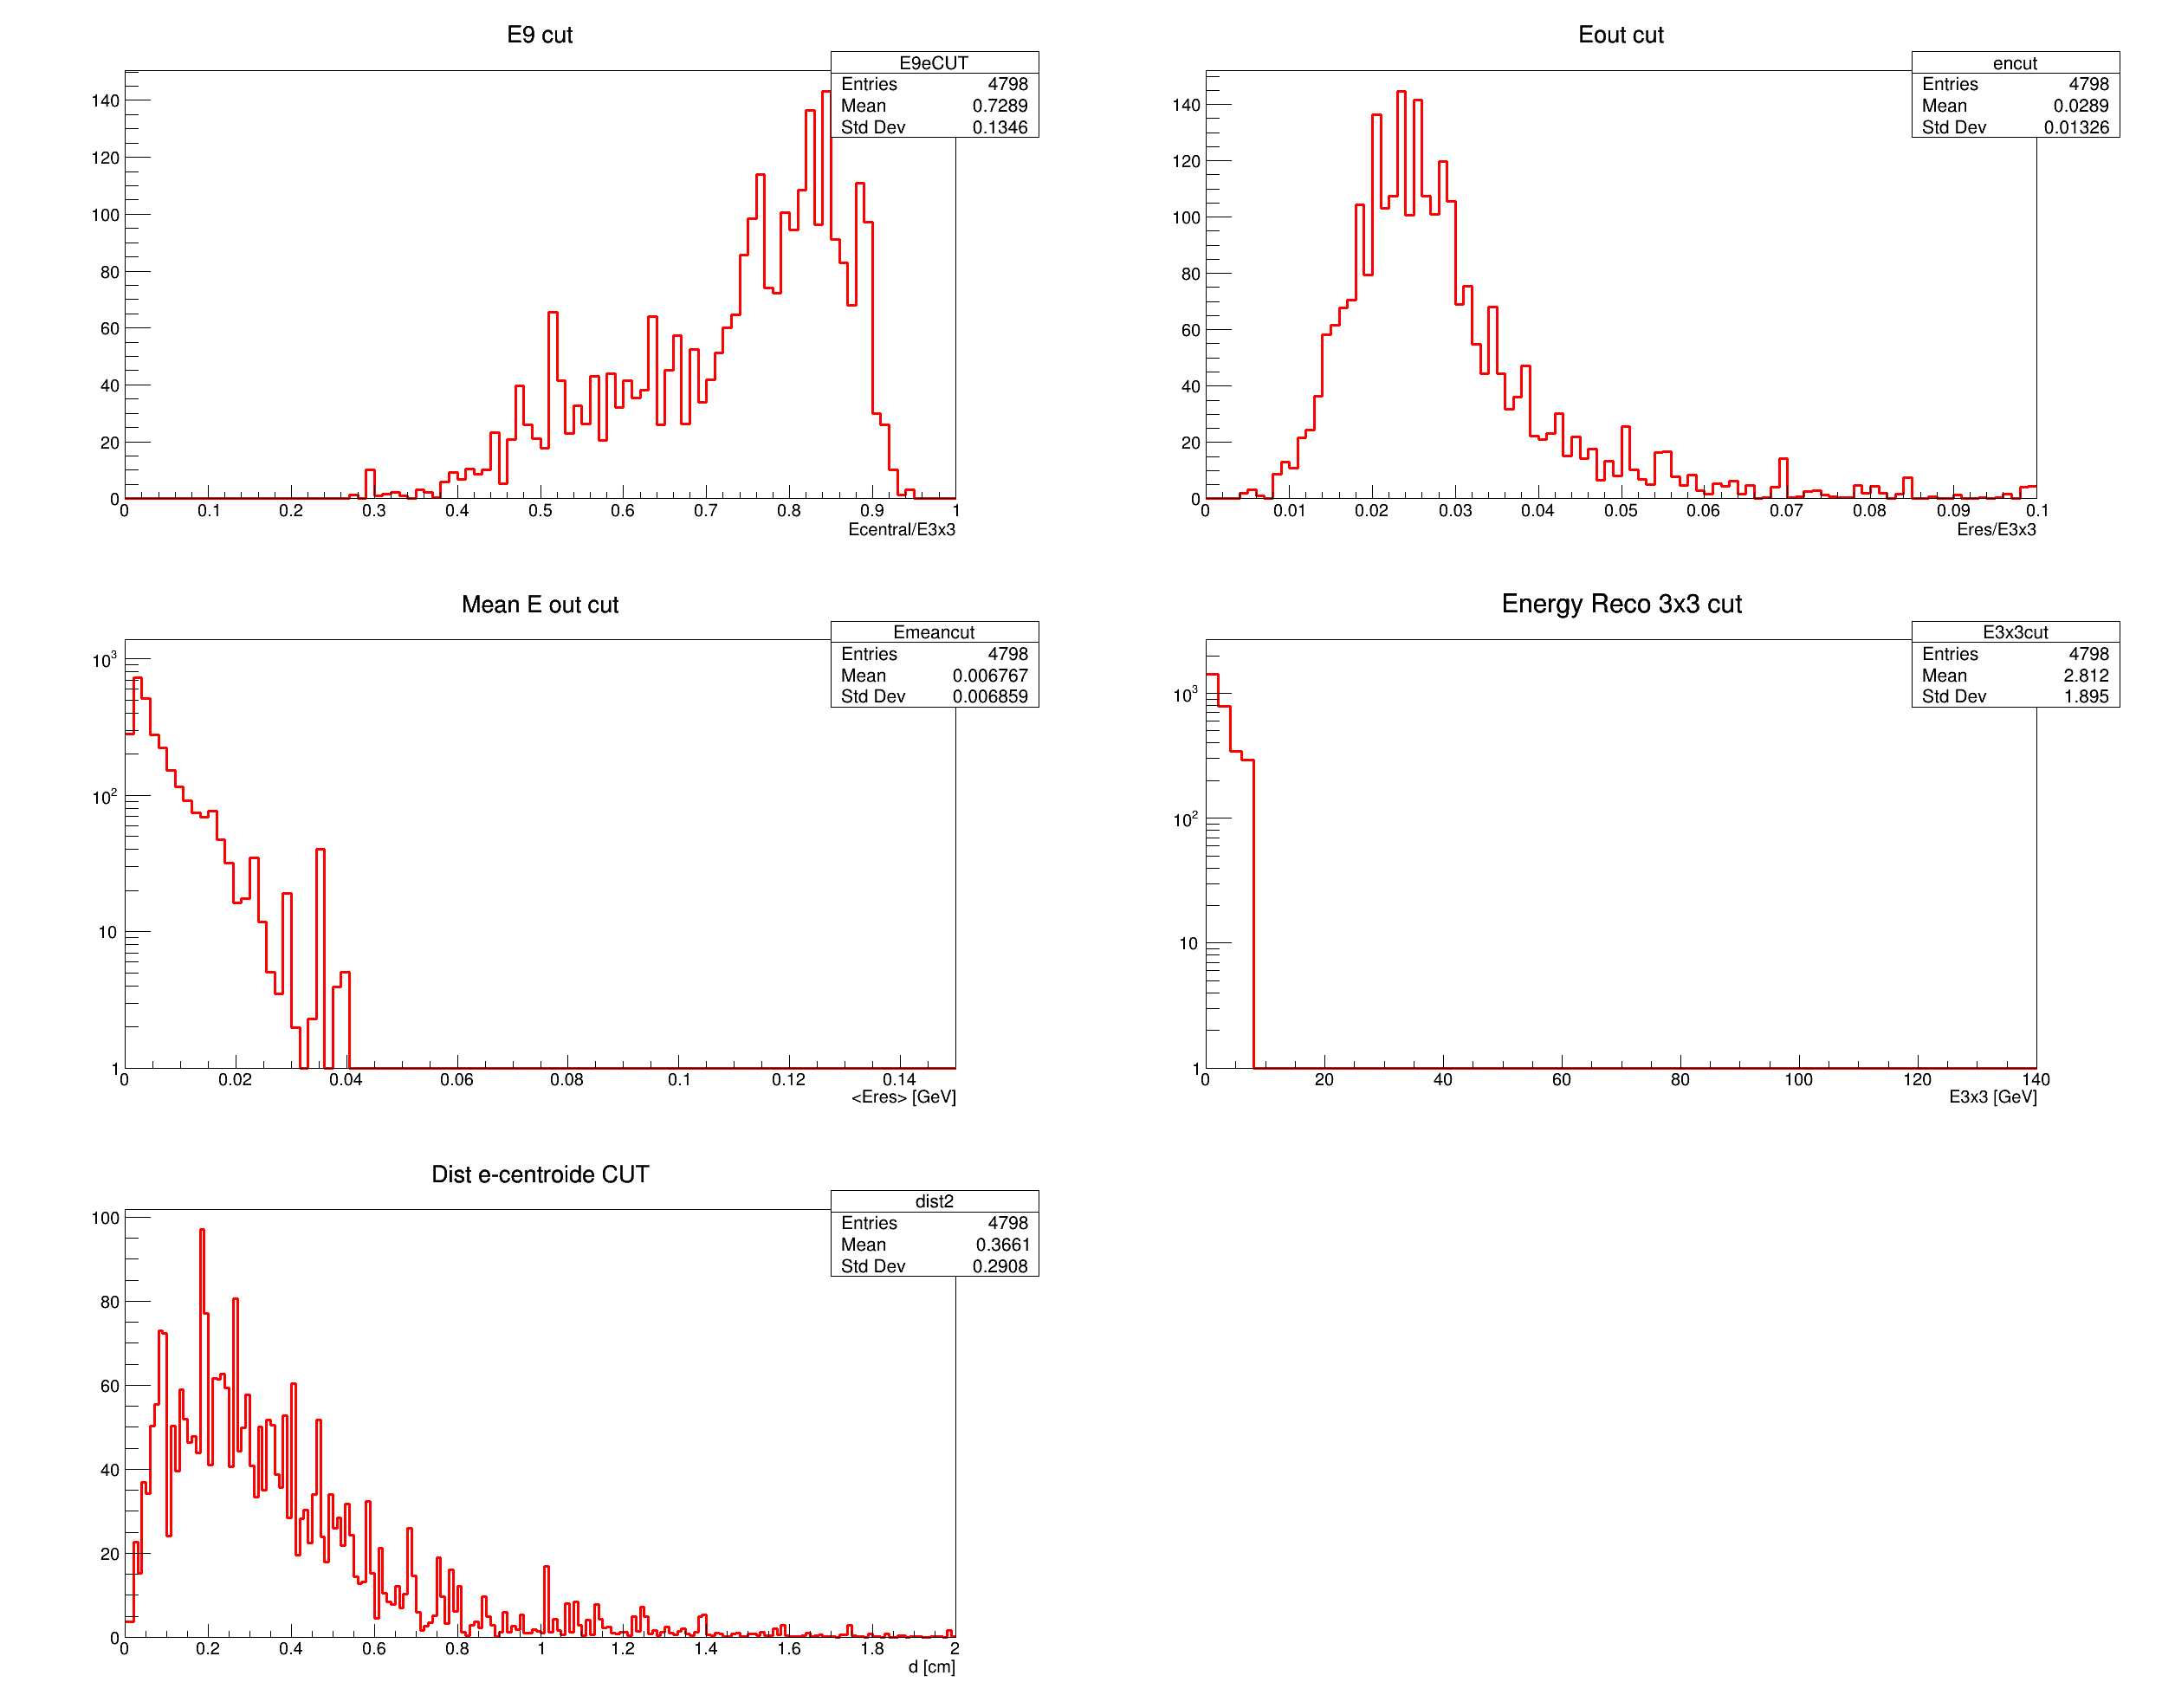 E9 cut
E9eCUT
Entries 4798
Mean 0.7289
Std Dev 0.1346
140
120
100
80
60
40
20
0
0 0.1 0.2 0.3 0.4 0.5 0.6 0.7 0.8 0.9 1
Ecentral/E3x3
Eout cut
encut
Entries 4798
Mean 0.0289
Std Dev 0.01326
140
120
100
80
60
40
20
0
0 0.01 0.02 0.03 0.04 0.05 0.06 0.07 0.08 0.09 0.1
Eres/E3x3
Mean E out cut
Emeancut
Entries 4798
Mean 0.006767
Std Dev 0.006859
10³
10²
10
1
0 0.02 0.04 0.06 0.08 0.1 0.12 0.14
<Eres> [GeV]
Energy Reco 3x3 cut
E3x3cut
Entries 4798
Mean 2.812
Std Dev 1.895
10³
10²
10
1
0 20 40 60 80 100 120 140
E3x3 [GeV]
Dist e-centroide CUT
dist2
Entries 4798
Mean 0.3661
Std Dev 0.2908
100
80
60
40
20
0
0 0.2 0.4 0.6 0.8 1 1.2 1.4 1.6 1.8 2
d [cm]